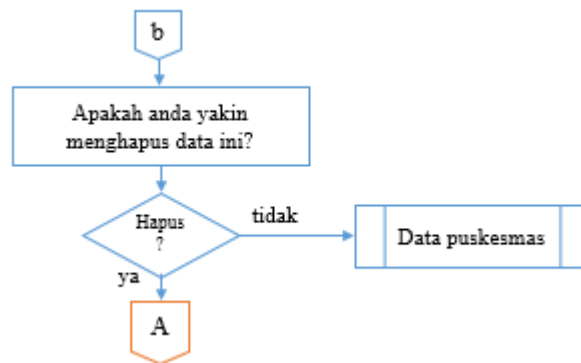 b
Apakah anda yakin
menghapus data ini?
Hapus
?
tidak
Data puskesmas
ya
A